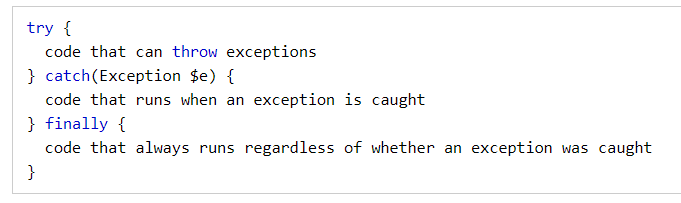 try {
  code that can throw exceptions
} catch(Exception $e) {
  code that runs when an exception is caught
} finally {
  code that always runs regardless of whether an exception was caught
}